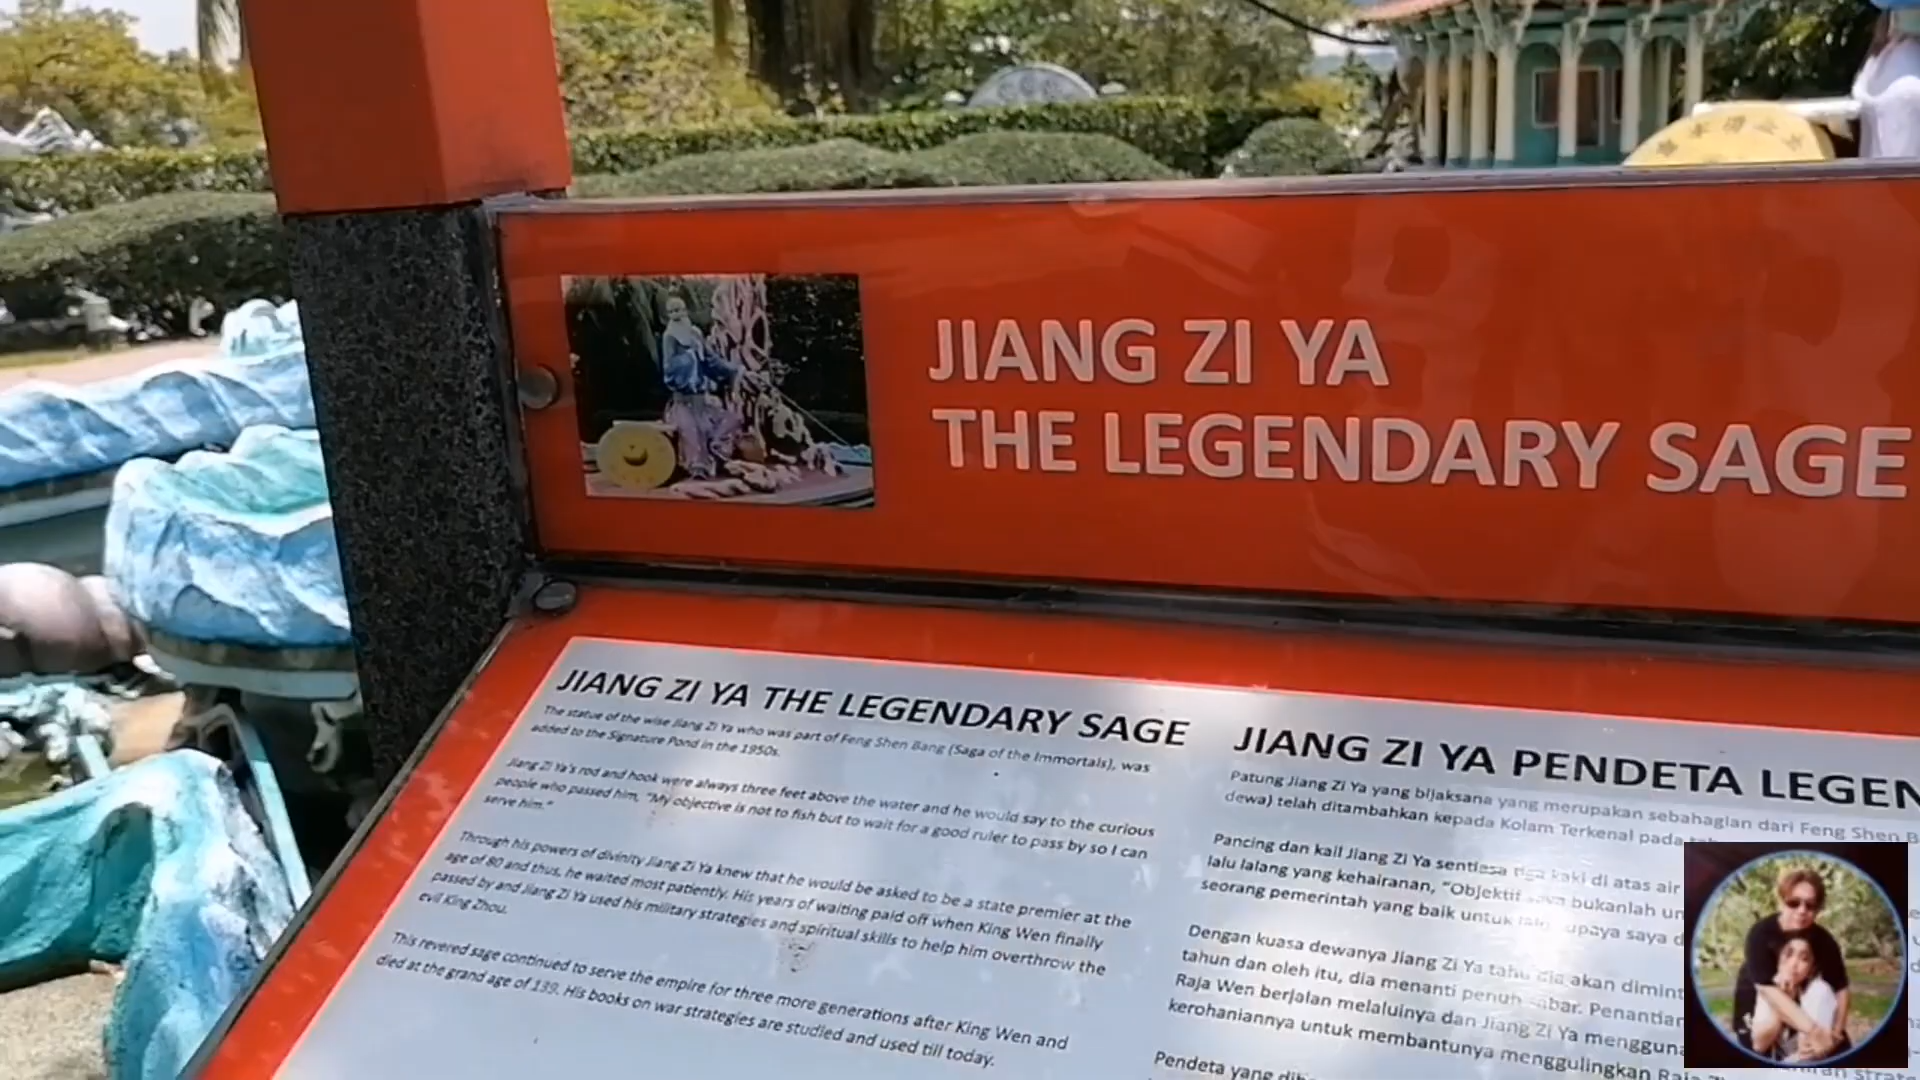 JIANG ZI YA
THE LEGENDARY SAGE
JIANG ZI YA THE LEGENDARY SAGE
The statue of the wise Jiang Zi Ya who was part of Feng Shen Bang (Saga of the Immortals), was
added to the Signature Pond in the 1950s.
Jiang Zi Ya's rod and hook were always three feet above the water and he would say to the curious
people who passed him, "My objective is not to fish but to wait for a good ruler to pass by so I can
serve him."
Through his powers of divinity Jiang Zi Ya knew that he would be asked to be a state premier at the
age of 80 and thus, he waited most patiently. His years of waiting paid off when King Wen finally
passed by and Jiang Zi Ya used his military strategies and spiritual skills to help him overthrow the
evil King Zhou.
This revered sage continued to serve the empire for three more generations after King Wen and
died at the grand age of 139. His books on war strategies are studied and used till today.
JIANG ZI YA PENDETA LEGEN
Patung Jiang Zi Ya yang bijaksana yang merupakan sebahagian dari Feng Shen B
dewa) telah ditambahkan kepada Kolam Terkenal pada
Pancing dan kail Jiang Zi Ya sentiasa tiga kaki di atas air
lalu lalang yang kehairanan, "Objektif saya bukanlah un
seorang pemerintah yang baik untuk lalu supaya saya d
Dengan kuasa dewanya Jiang Zi Ya tahu dia akan dimint
tahun dan oleh itu, dia menanti penuh sabar. Penantian
Raja Wen berjalan melaluinya dan Jiang Zi Ya mengguna
kerohaniannya untuk membantunya menggulingkan Raja
Pendeta yang